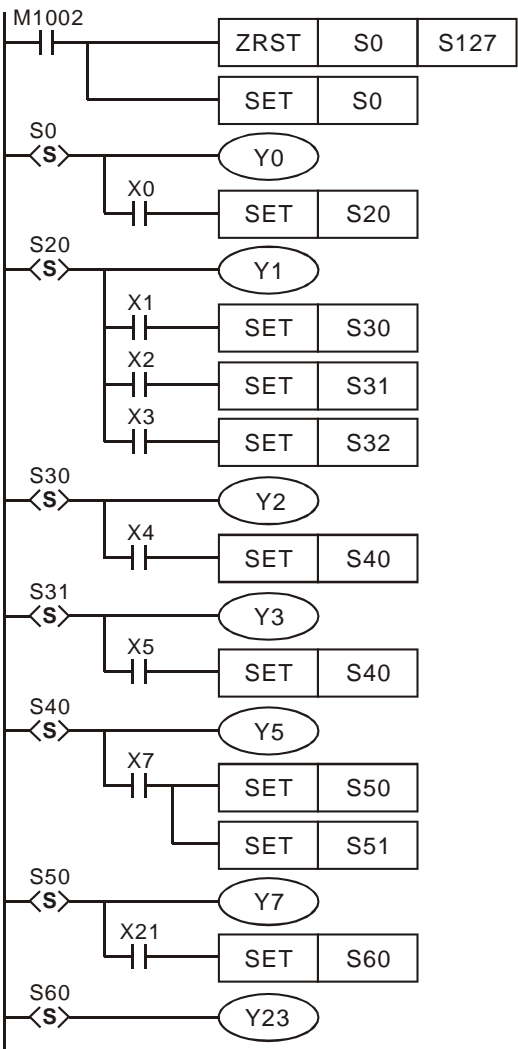 M1002
ZRST S0 S127
SET S0
S0
S Y0
X0
SET S20
S20
S Y1
X1
SET S30
X2
SET S31
X3
SET S32
S30
S Y2
X4
SET S40
S31
S Y3
X5
SET S40
S40
S Y5
X7
SET S50
SET S51
S50
S Y7
X21
SET S60
S60
S Y23